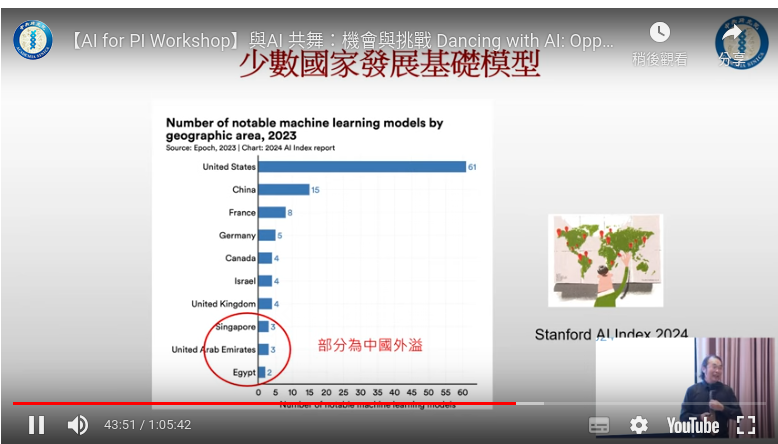 【AI for PI Workshop】與AI 共舞：機會與挑戰 Dancing with AI: Opp…
稍後觀看
分享
少數國家發展基礎模型
Number of notable machine learning models by
geographic area, 2023
Source: Epoch, 2023 | Chart: 2024 AI Index report
United States 61
China 15
France 8
Germany 5
Canada 4
Israel 4
United Kingdom 4
Singapore 3
United Arab Emirates 3
Egypt 2
部分為中國外溢
0 5 10 15 20 25 30 35 40 45 50 55 60
Number of notable machine learning models
Stanford AI Index 2024
43:51 / 1:05:42
YouTube